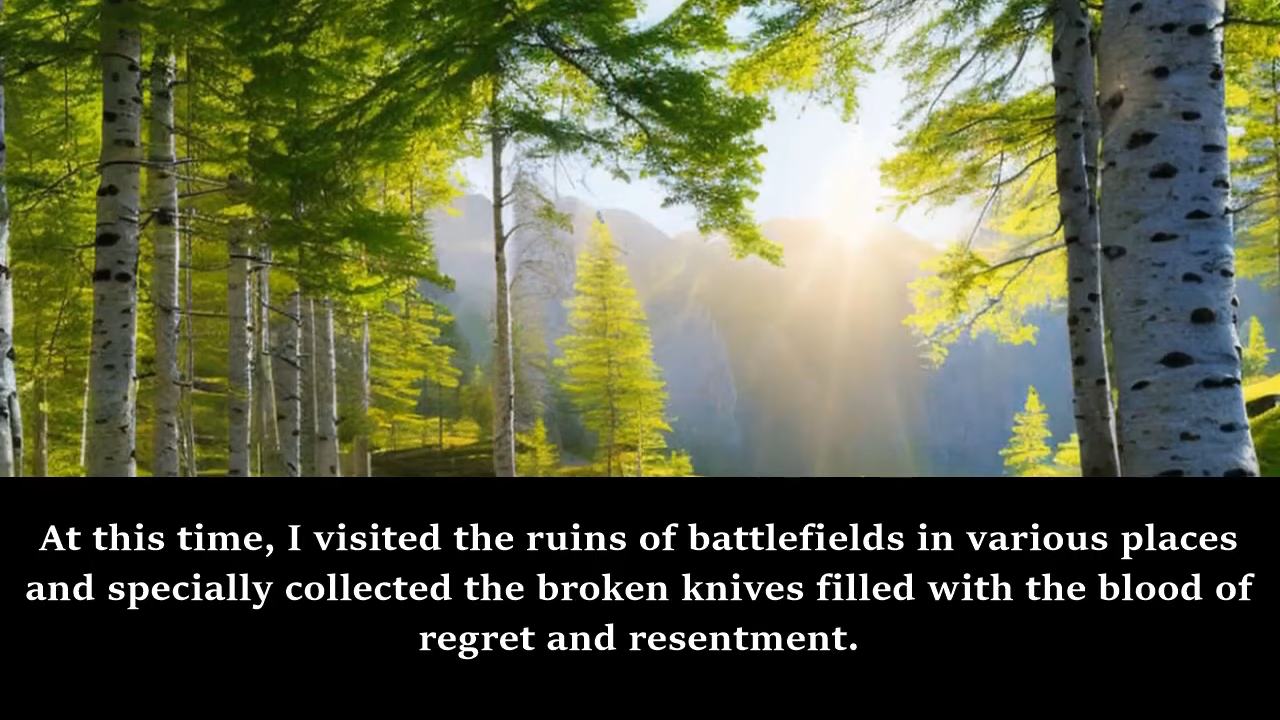 At this time, I visited the ruins of battlefields in various places
and specially collected the broken knives filled with the blood of
regret and resentment.